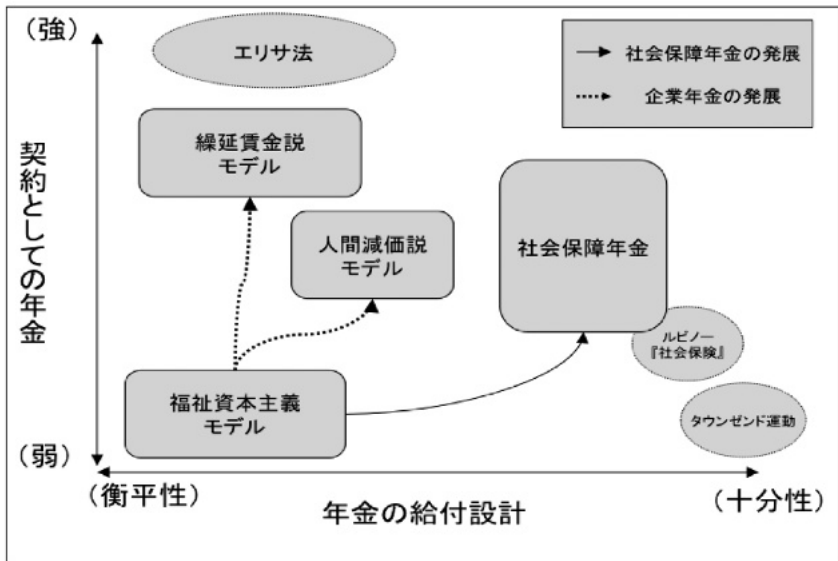 （強）
エリサ法
社会保障年金の発展
企業年金の発展
繰延賃金説
モデル
契約としての年金
人間減価説
モデル
社会保障年金
ルビノー
『社会保険』
福祉資本主義
モデル
タウンゼンド運動
（弱）
（衡平性）
年金の給付設計
（十分性）